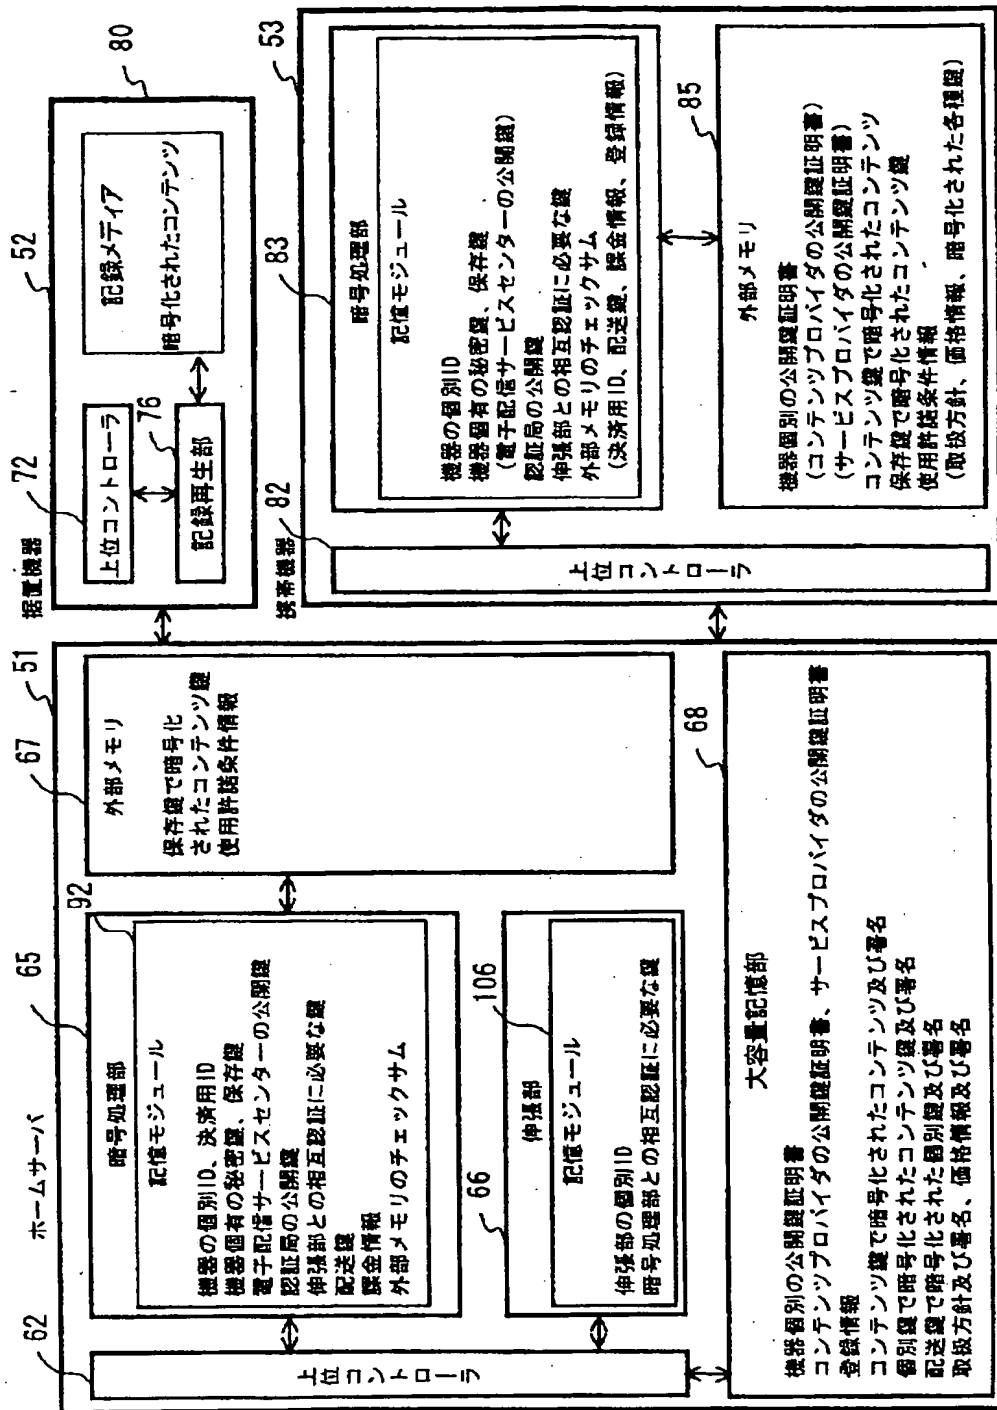 ホームサーバ
51
62
上位コントローラ
65
暗号処理部
92
記憶モジュール
機器の個別ID、決済用ID
機器個有の秘密鍵、保存鍵
電子配信サービスセンターの公開鍵
認証局の公開鍵
伸張部との相互認証に必要な鍵
配送鍵
課金情報
外部メモリのチェックサム
66
伸張部
106
記憶モジュール
伸張部の個別ID
暗号処理部との相互認証に必要な鍵
67
外部メモリ
保存鍵で暗号化
されたコンテンツ鍵
使用許諾条件情報
68
大容量記憶部
機器個別の公開鍵証明書
コンテンツプロバイダの公開鍵証明書、サービスプロバイダの公開鍵証明書
登録情報
コンテンツ鍵で暗号化されたコンテンツ及び署名
個別鍵で暗号化されたコンテンツ鍵及び署名
配送鍵で暗号化された個別鍵及び署名
取扱方針及び署名、価格情報及び署名
据置機器
52
72
上位コントローラ
76
記録再生部
80
記録メディア
暗号化されたコンテンツ
携帯機器
53
82
上位コントローラ
83
暗号処理部
記憶モジュール
機器の個別ID
機器個有の秘密鍵、保存鍵
(電子配信サービスセンターの公開鍵)
認証局の公開鍵
伸張部との相互認証に必要な鍵
外部メモリのチェックサム
(決済用ID、配送鍵、課金情報、登録情報)
85
外部メモリ
機器個別の公開鍵証明書
(コンテンツプロバイダの公開鍵証明書)
(サービスプロバイダの公開鍵証明書)
コンテンツ鍵で暗号化されたコンテンツ
保存鍵で暗号化されたコンテンツ鍵
使用許諾条件情報
(取扱方針、価格情報、暗号化された各種鍵)